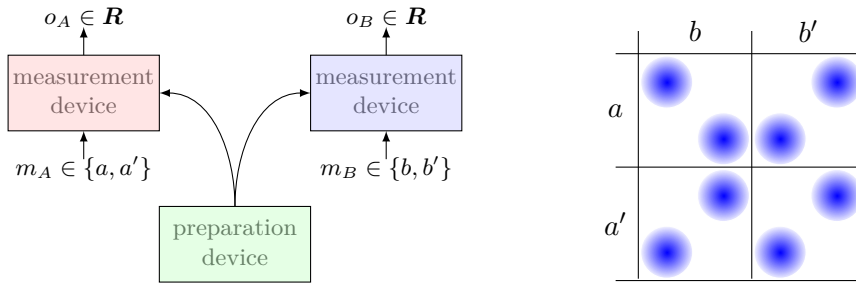 o_A ∈ R
o_B ∈ R
measurement
device
measurement
device
m_A ∈ {a, a′}
m_B ∈ {b, b′}
preparation
device
b b′
a
a′